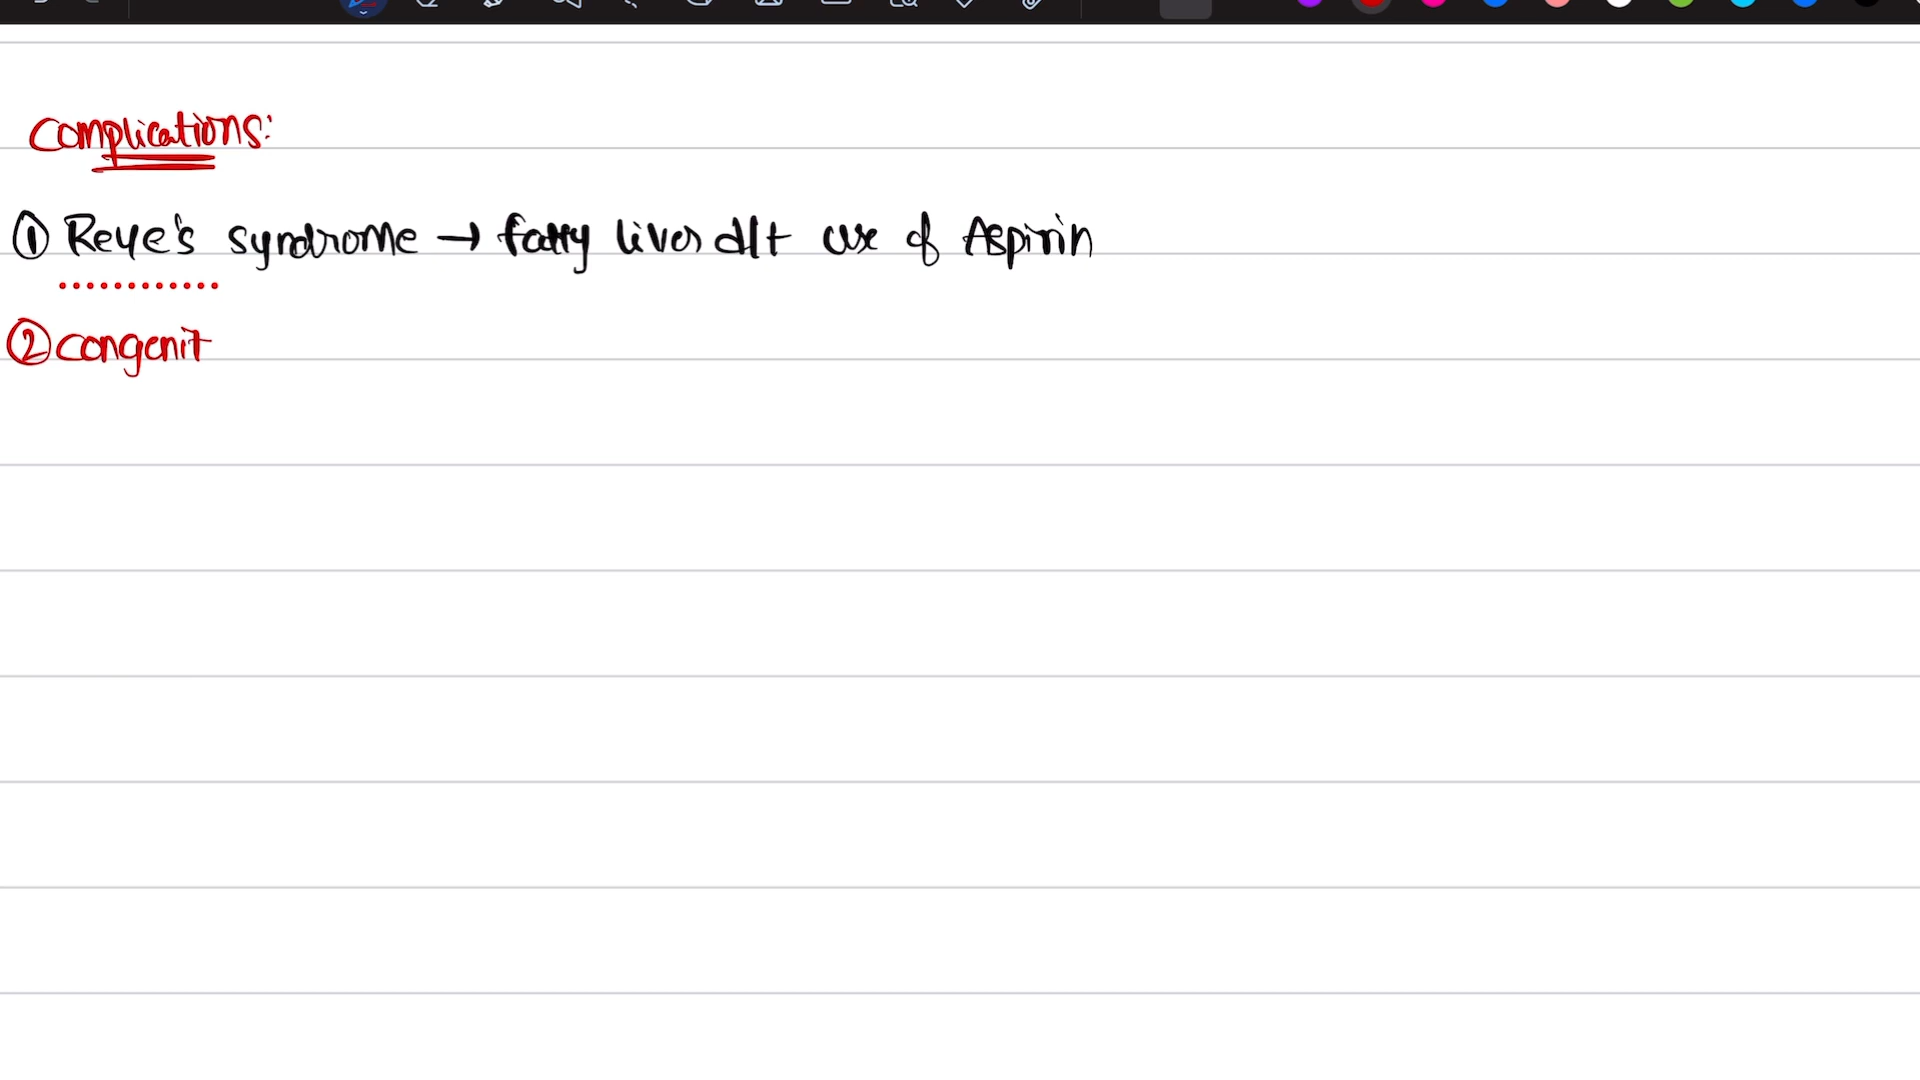 Complications:
① Reye's syndrome → fatty liver d/t use of Aspirin
② Congenit